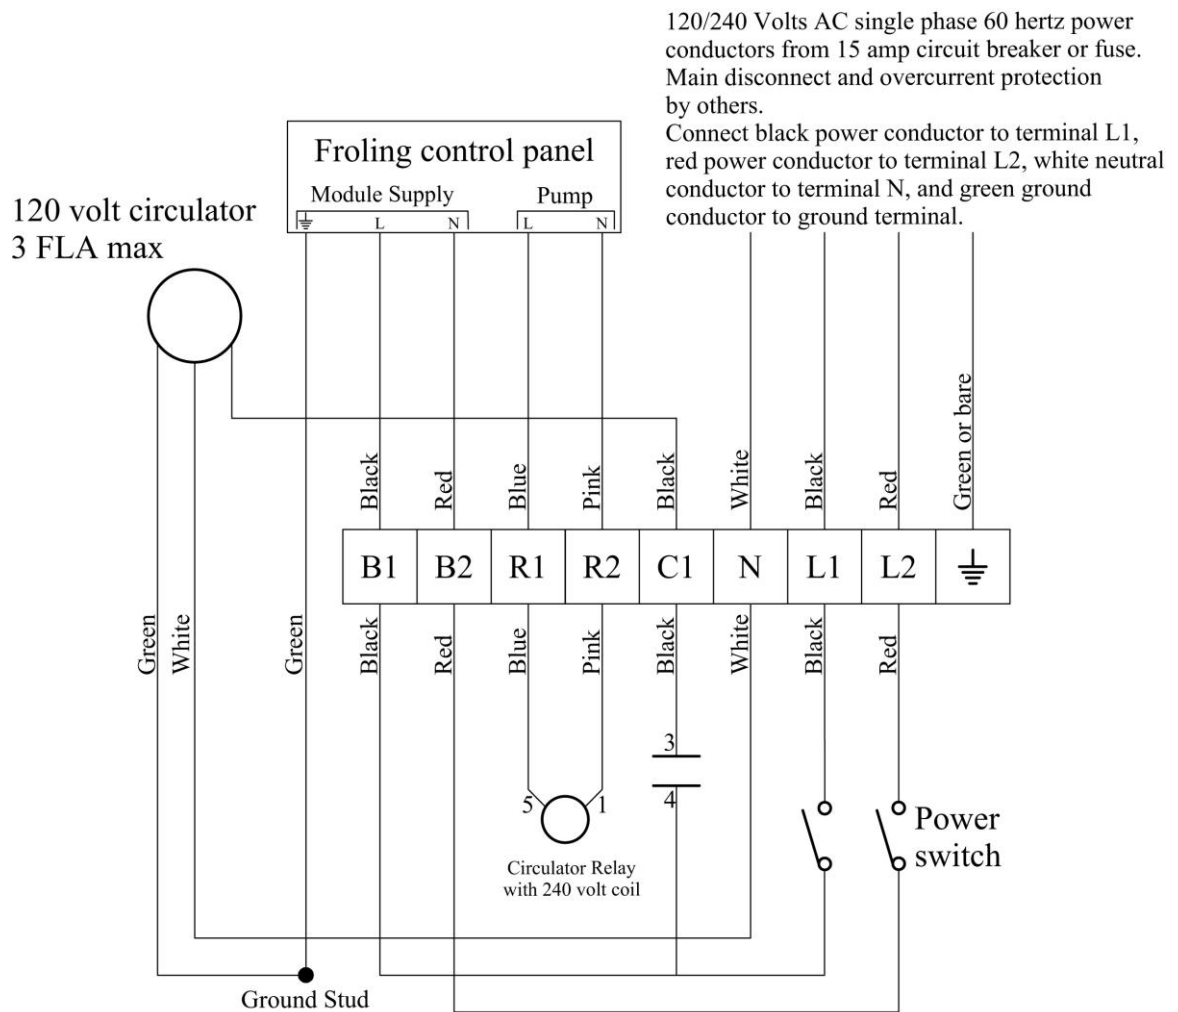 120/240 Volts AC single phase 60 hertz power
conductors from 15 amp circuit breaker or fuse.
Main disconnect and overcurrent protection
by others.
Connect black power conductor to terminal L1,
red power conductor to terminal L2, white neutral
conductor to terminal N, and green ground
conductor to ground terminal.
Froling control panel
Module Supply Pump
L N L N
120 volt circulator
3 FLA max
Black Red Blue Pink Black White Black Red Green or bare
B1 B2 R1 R2 C1 N L1 L2
Green White Green Black Red Blue Pink Black White Black Red
3
5 1 4
Power
switch
Circulator Relay
with 240 volt coil
Ground Stud